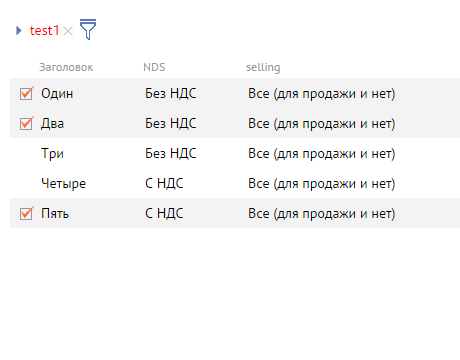 test1
Заголовок NDS selling
Один Без НДС Все (для продажи и нет)
Два Без НДС Все (для продажи и нет)
Три Без НДС Все (для продажи и нет)
Четыре С НДС Все (для продажи и нет)
Пять С НДС Все (для продажи и нет)